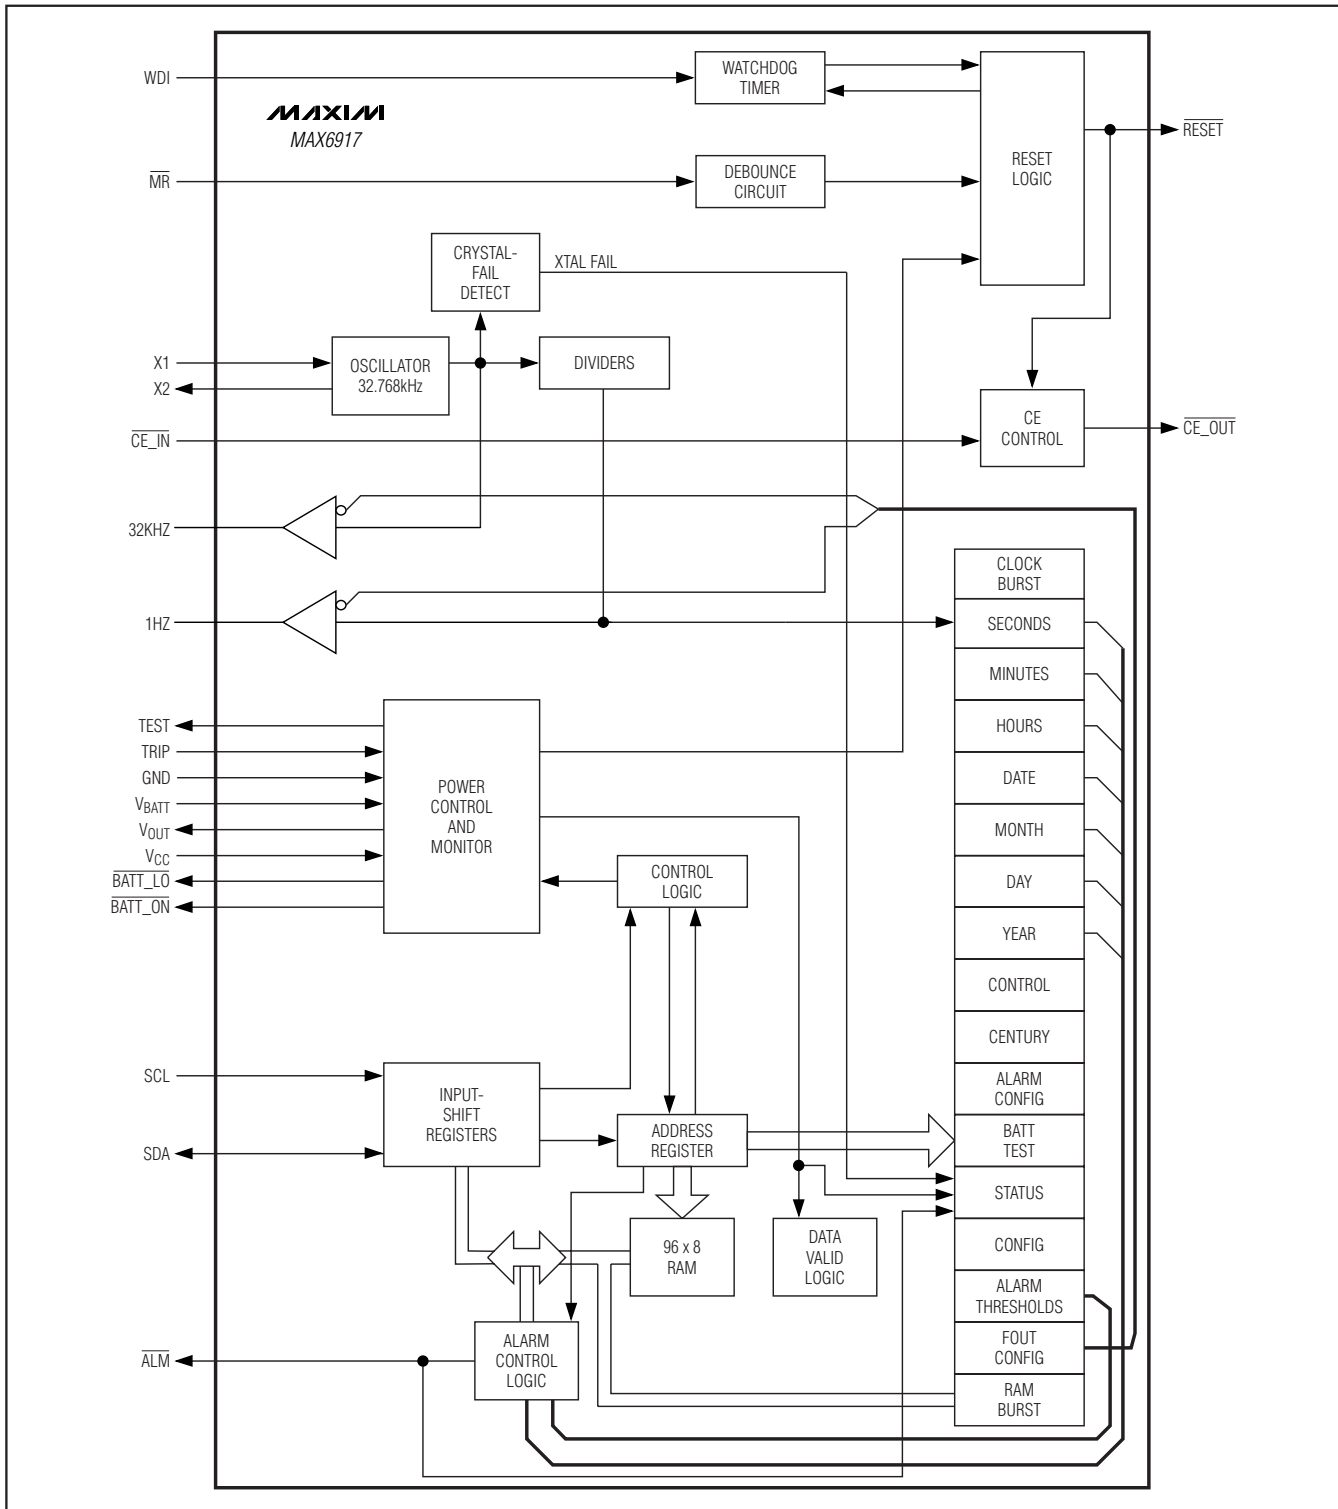 WDI
WATCHDOG
TIMER
MAXIM
MAX6917
RESET
LOGIC
RESET
MR
DEBOUNCE
CIRCUIT
CRYSTAL-
FAIL
DETECT
XTAL FAIL
X1
X2
OSCILLATOR
32.768kHz
DIVIDERS
CE_IN
CE
CONTROL
CE_OUT
32KHZ
1HZ
CLOCK
BURST
SECONDS
MINUTES
HOURS
DATE
MONTH
DAY
YEAR
CONTROL
CENTURY
ALARM
CONFIG
BATT
TEST
STATUS
CONFIG
ALARM
THRESHOLDS
FOUT
CONFIG
RAM
BURST
TEST
TRIP
GND
VBATT
VOUT
VCC
BATT_LO
BATT_ON
POWER
CONTROL
AND
MONITOR
CONTROL
LOGIC
SCL
SDA
INPUT-
SHIFT
REGISTERS
ADDRESS
REGISTER
96 x 8
RAM
DATA
VALID
LOGIC
ALM
ALARM
CONTROL
LOGIC